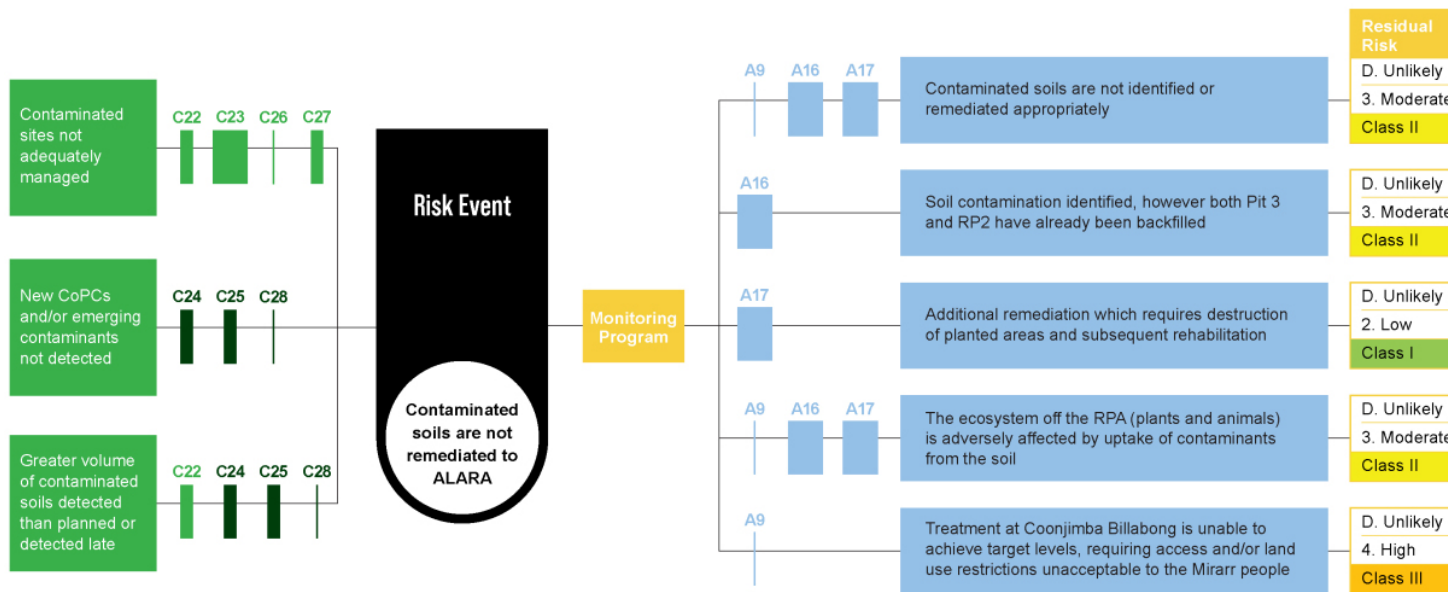 Contaminated
sites not
adequately
managed
C22 C23 C26 C27
New CoPCs
and/or emerging
contaminants
not detected
C24 C25 C28
Greater volume
of contaminated
soils detected
than planned or
detected late
C22 C24 C25 C28
Risk Event
Contaminated
soils are not
remediated to
ALARA
Monitoring
Program
Residual
Risk
A9 A16 A17
Contaminated soils are not identified or
remediated appropriately
D. Unlikely
3. Moderate
Class II
A16
Soil contamination identified, however both Pit 3
and RP2 have already been backfilled
D. Unlikely
3. Moderate
Class II
A17
Additional remediation which requires destruction
of planted areas and subsequent rehabilitation
D. Unlikely
2. Low
Class I
A9 A16 A17
The ecosystem off the RPA (plants and animals)
is adversely affected by uptake of contaminants
from the soil
D. Unlikely
3. Moderate
Class II
A9
Treatment at Coonjimba Billabong is unable to
achieve target levels, requiring access and/or land
use restrictions unacceptable to the Mirarr people
D. Unlikely
4. High
Class III